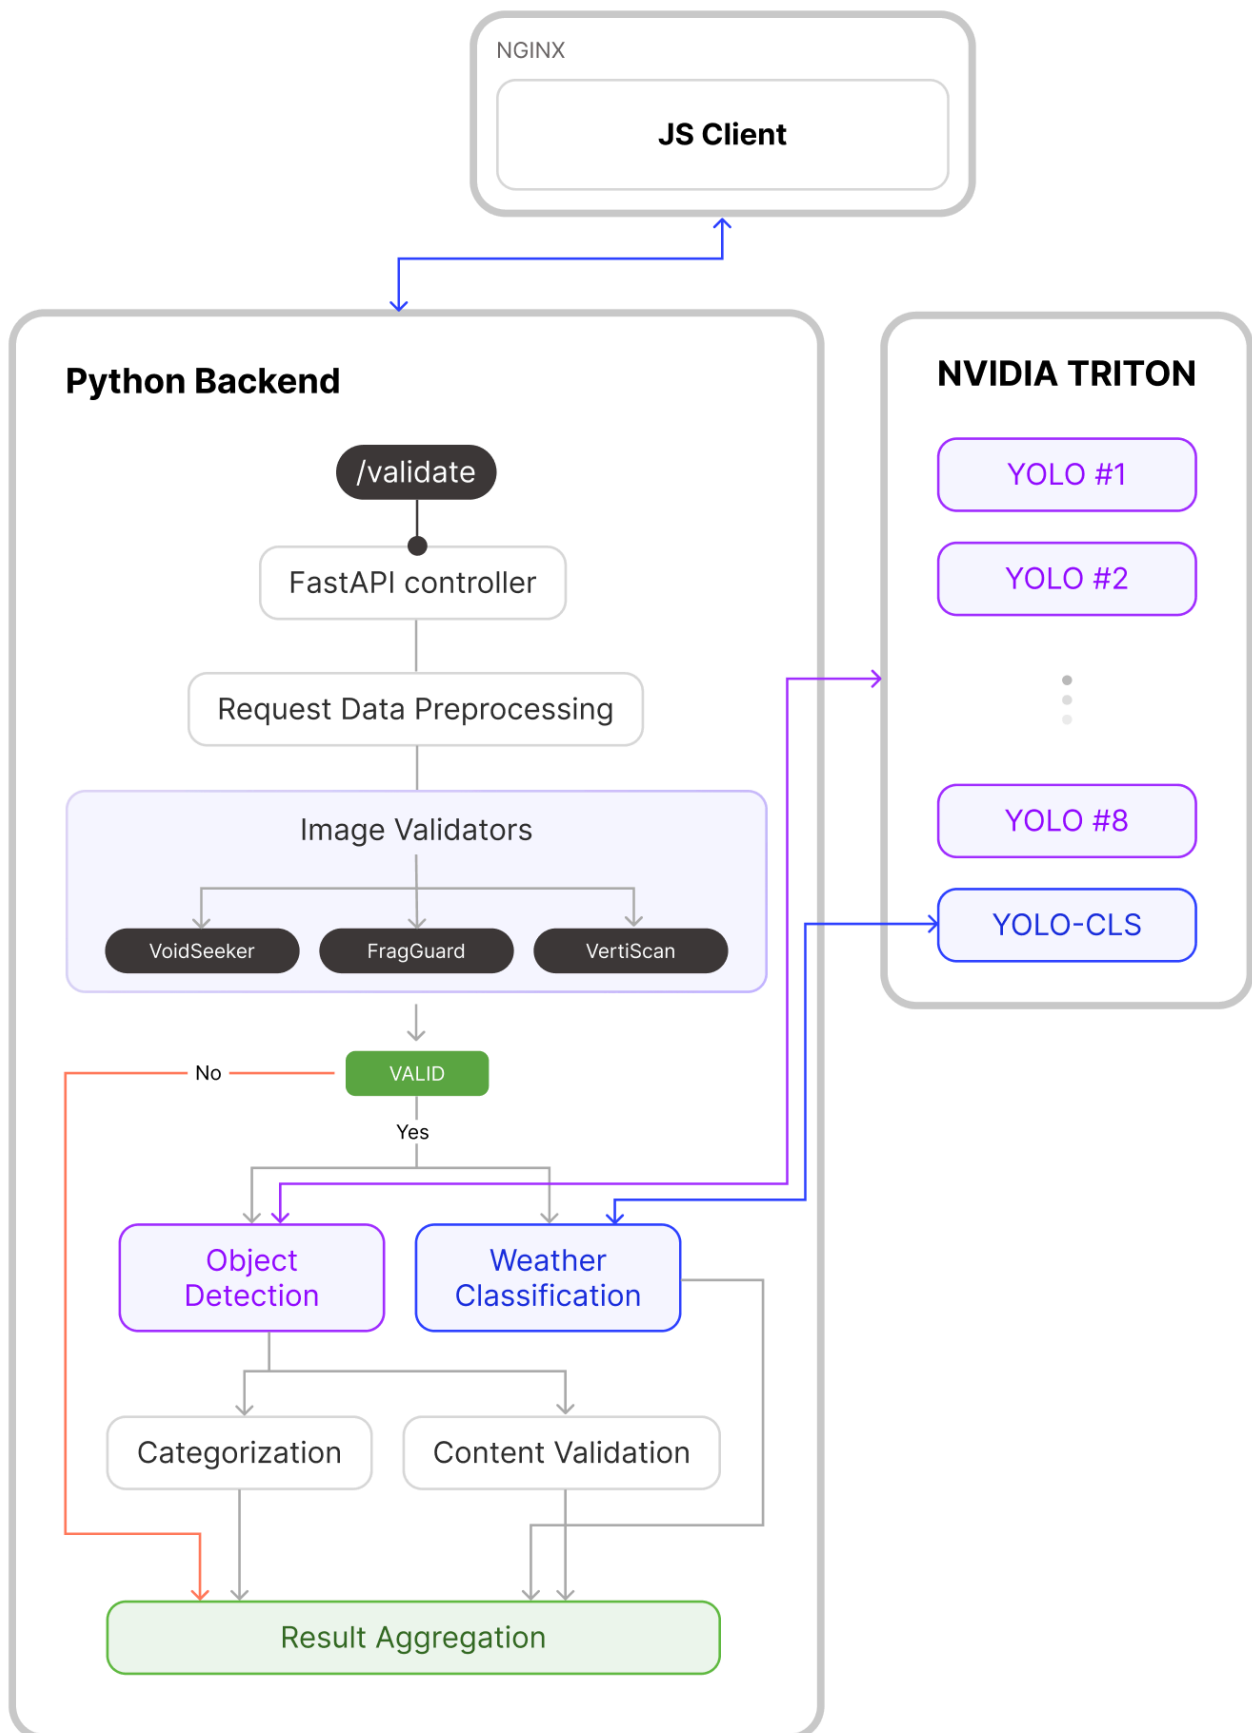 NGINX
JS Client
Python Backend
/validate
FastAPI controller
Request Data Preprocessing
Image Validators
VoidSeeker
FragGuard
VertiScan
No
VALID
Yes
Object
Detection
Weather
Classification
Categorization
Content Validation
Result Aggregation
NVIDIA TRITON
YOLO #1
YOLO #2
YOLO #8
YOLO-CLS